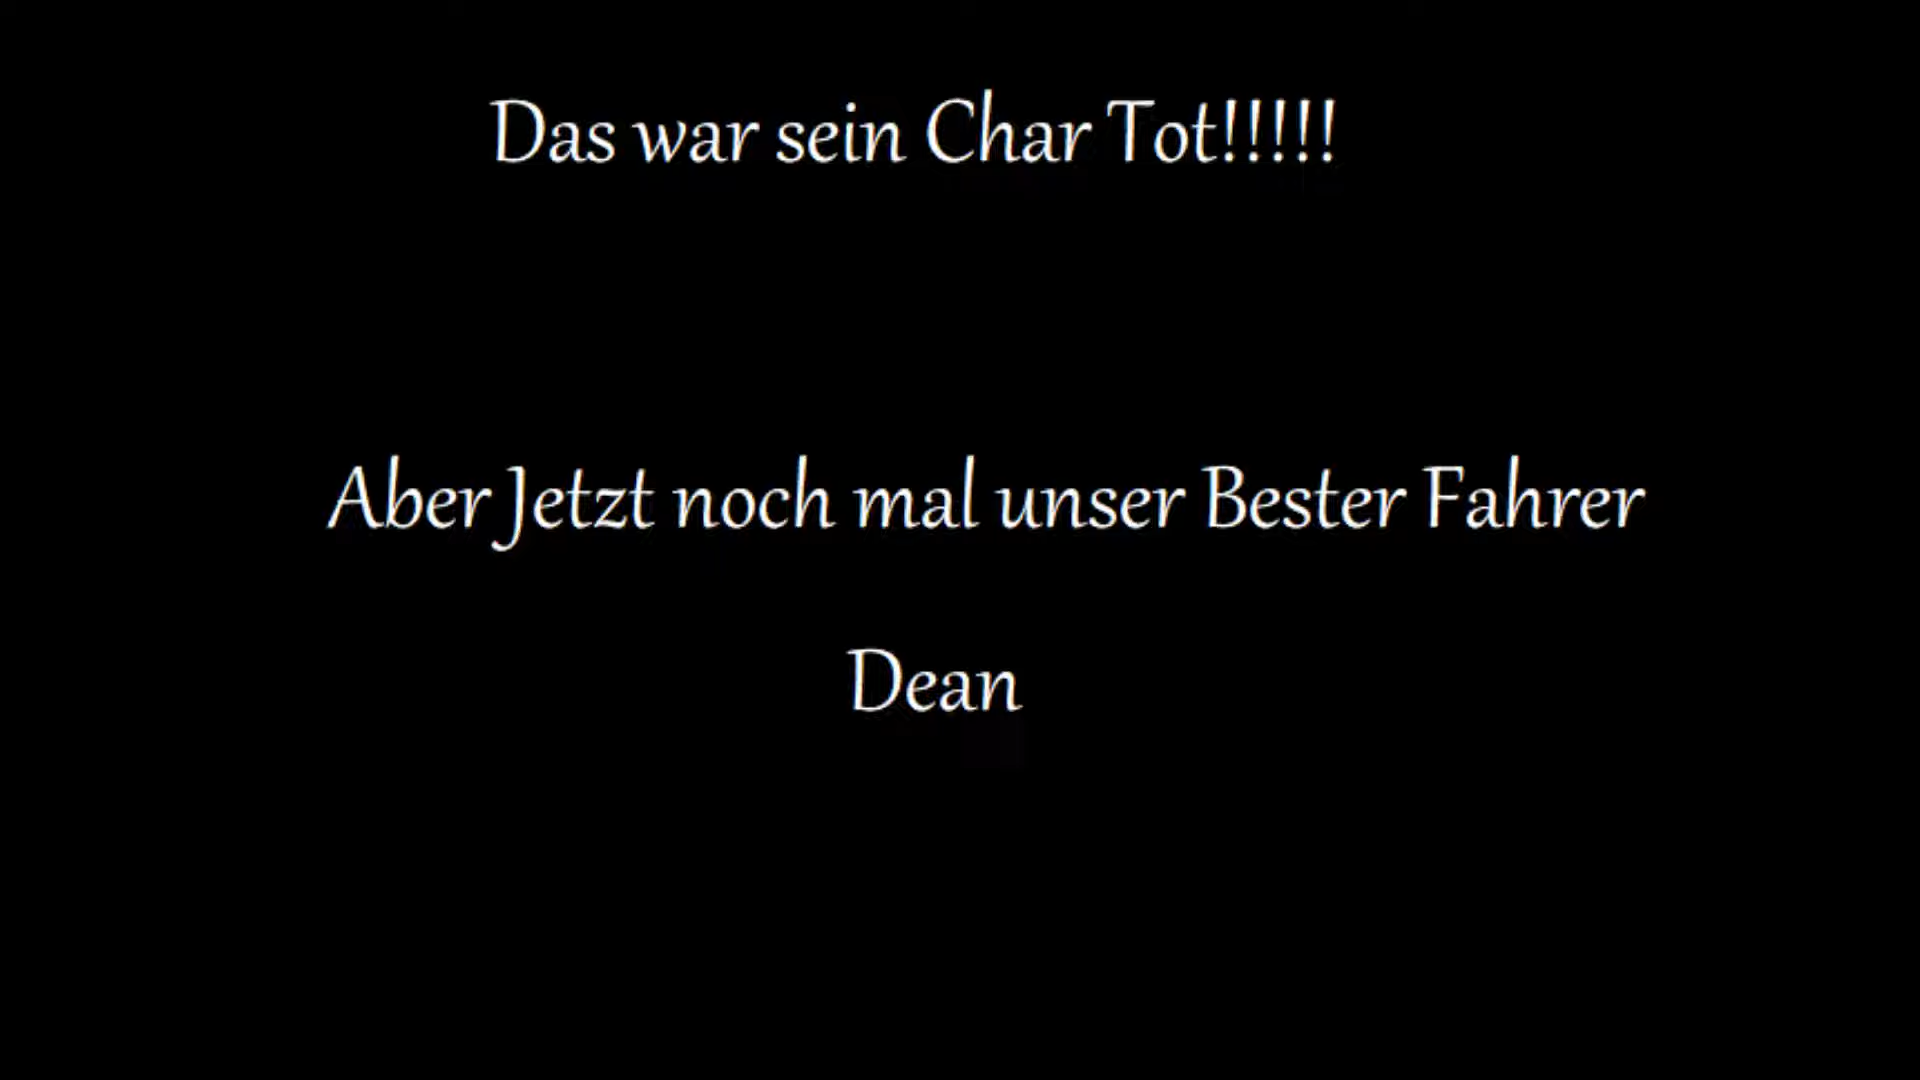 Das war sein Char Tot!!!!!
Aber Jetzt noch mal unser Bester Fahrer
Dean